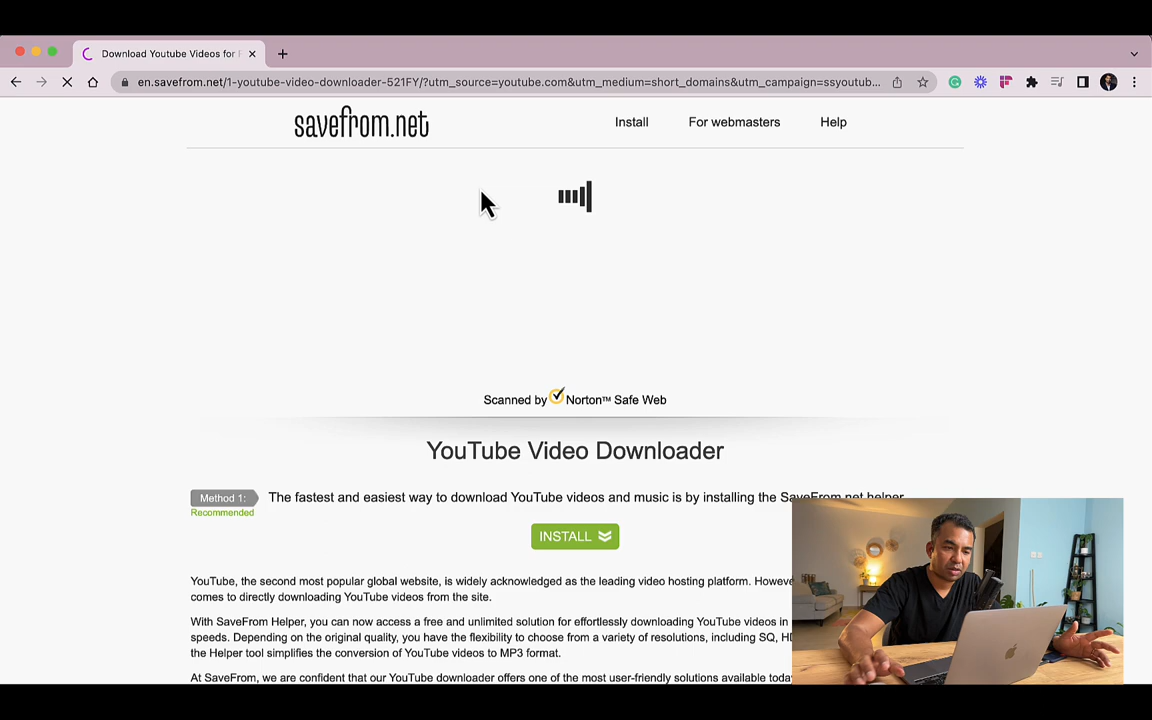 Download Youtube Videos for F
en.savefrom.net/1-youtube-video-downloader-521FY/?utm_source=youtube.com&utm_medium=short_domains&utm_campaign=ssyoutub...
savefrom.net Install For webmasters Help
Scanned by Norton™ Safe Web
YouTube Video Downloader
Method 1: The fastest and easiest way to download YouTube videos and music is by installing the SaveFrom.net helper
Recommended
INSTALL
YouTube, the second most popular global website, is widely acknowledged as the leading video hosting platform. Howeve
comes to directly downloading YouTube videos from the site.
With SaveFrom Helper, you can now access a free and unlimited solution for effortlessly downloading YouTube videos in
speeds. Depending on the original quality, you have the flexibility to choose from a variety of resolutions, including SQ, HD
the Helper tool simplifies the conversion of YouTube videos to MP3 format.
At SaveFrom, we are confident that our YouTube downloader offers one of the most user-friendly solutions available toda